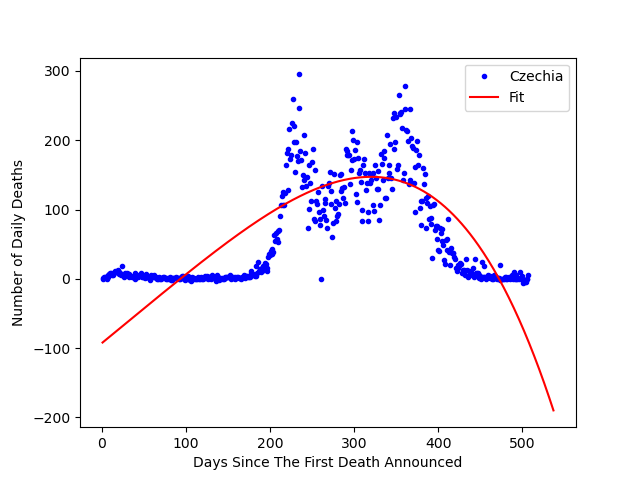 Czechia
Fit
300
200
100
0
−100
−200
Number of Daily Deaths
0 100 200 300 400 500
Days Since The First Death Announced